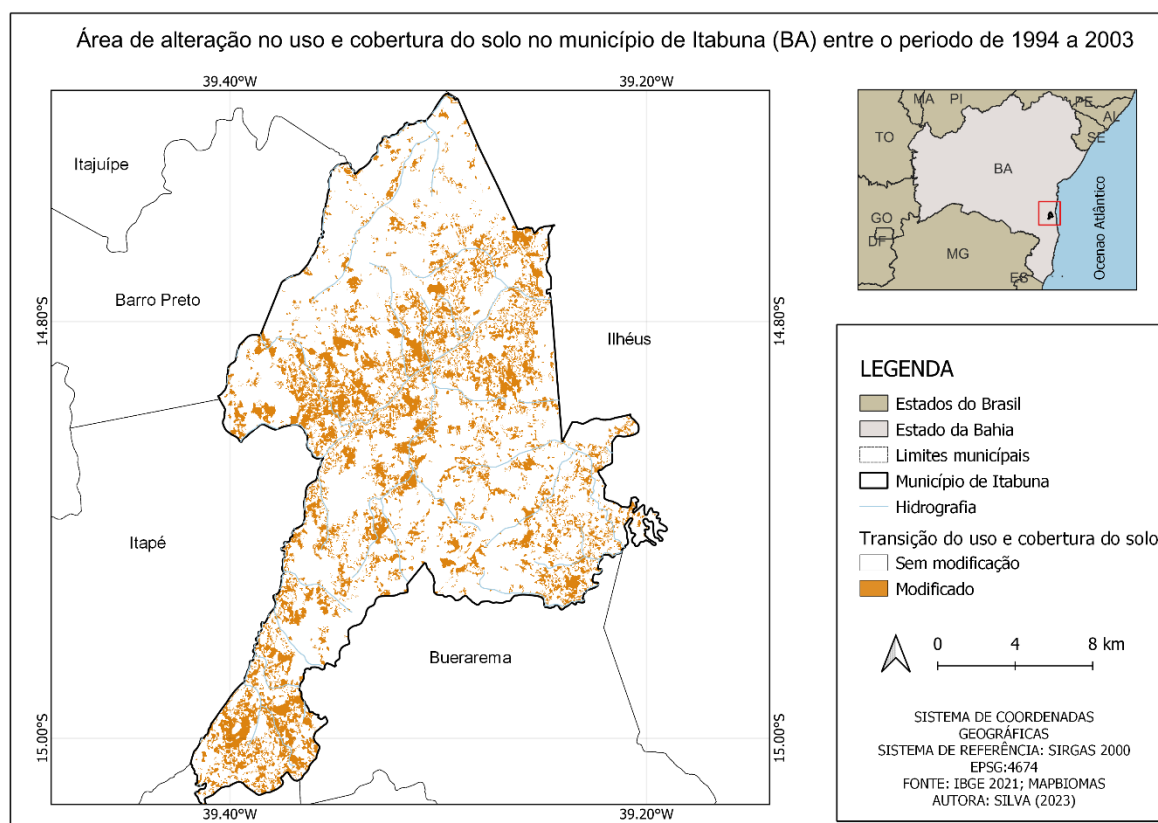 Área de alteração no uso e cobertura do solo no município de Itabuna (BA) entre o periodo de 1994 a 2003
39.40°W
39.20°W
Itajuípe
Barro Preto
14.80°S
Ilhéus
14.80°S
Itapé
Buerarema
15.00°S
15.00°S
39.40°W
39.20°W
MA
PI
PE
AL
SE
TO
BA
GO
DF
MG
ES
Ocenao Atlântico
LEGENDA
Estados do Brasil
Estado da Bahia
Limites municípais
Município de Itabuna
Hidrografia
Transição do uso e cobertura do solo
Sem modificação
Modificado
0 4 8 km
SISTEMA DE COORDENADAS
GEOGRÁFICAS
SISTEMA DE REFERÊNCIA: SIRGAS 2000
EPSG:4674
FONTE: IBGE 2021; MAPBIOMAS
AUTORA: SILVA (2023)